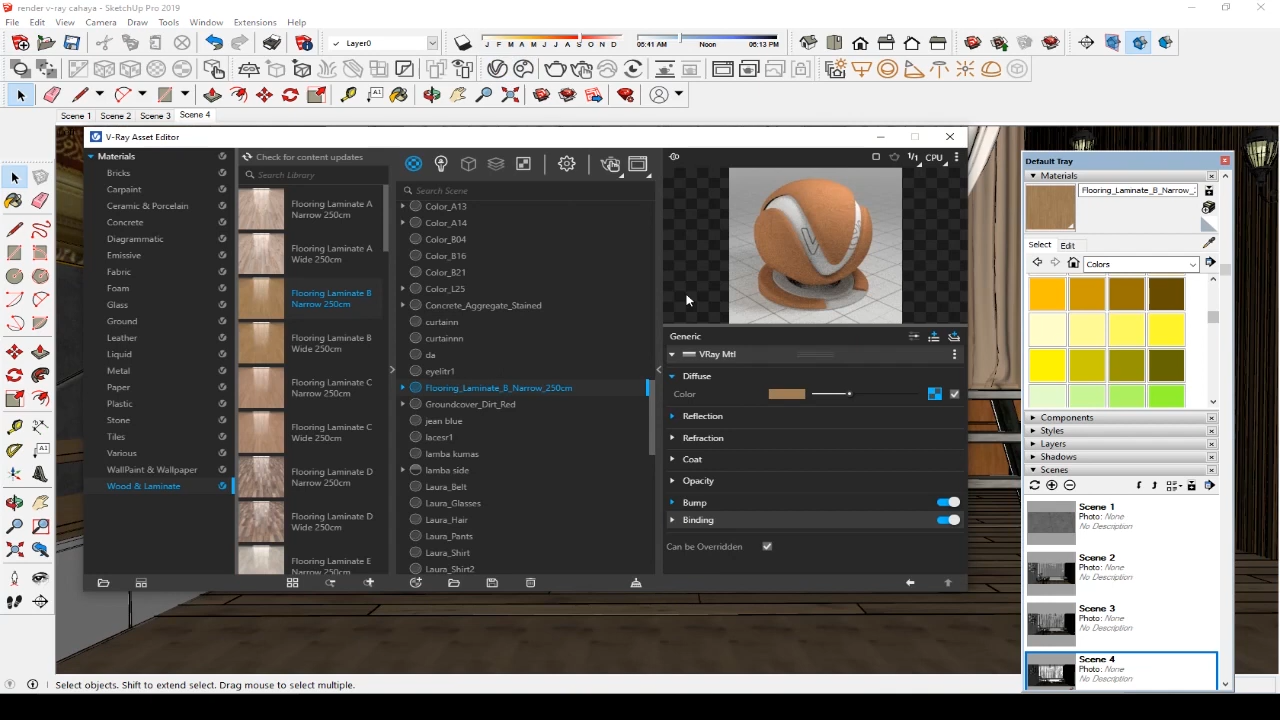 render v-ray cahaya - SketchUp Pro 2019
File Edit View Camera Draw Tools Window Extensions Help
Layer0
J F M A M J J A S O N D
06:41 AM Noon 06:13 PM
Scene 1 Scene 2 Scene 3 Scene 4
V-Ray Asset Editor
Materials
Bricks
Carpaint
Ceramic & Porcelain
Concrete
Diagrammatic
Emissive
Fabric
Foam
Glass
Ground
Leather
Liquid
Metal
Paper
Plastic
Stone
Tiles
Various
WallPaint & Wallpaper
Wood & Laminate
Check for content updates
Search Library
Flooring Laminate A
Narrow 250cm
Flooring Laminate A
Wide 250cm
Flooring Laminate B
Narrow 250cm
Flooring Laminate B
Wide 250cm
Flooring Laminate C
Narrow 250cm
Flooring Laminate C
Wide 250cm
Flooring Laminate D
Narrow 250cm
Flooring Laminate D
Wide 250cm
Flooring Laminate E
Narrow 250cm
Search Scene
Color_A13
Color_A14
Color_B04
Color_B16
Color_B21
Color_L25
Concrete_Aggregate_Stained
curtainn
curtainnn
da
eyelitr1
Flooring_Laminate_B_Narrow_250cm
Groundcover_Dirt_Red
jean blue
lacesr1
lamba kumas
lamba side
Laura_Belt
Laura_Glasses
Laura_Hair
Laura_Pants
Laura_Shirt
Laura_Shirt2
1/1 CPU
Generic
VRay Mtl
Diffuse
Color
Reflection
Refraction
Coat
Opacity
Bump
Binding
Can be Overridden
Default Tray
Materials
Flooring_Laminate_B_Narrow_
Select Edit
Colors
Components
Styles
Layers
Shadows
Scenes
Scene 1
Photo: None
No Description
Scene 2
Photo: None
No Description
Scene 3
Photo: None
No Description
Scene 4
Photo: None
No Description
Select objects. Shift to extend select. Drag mouse to select multiple.